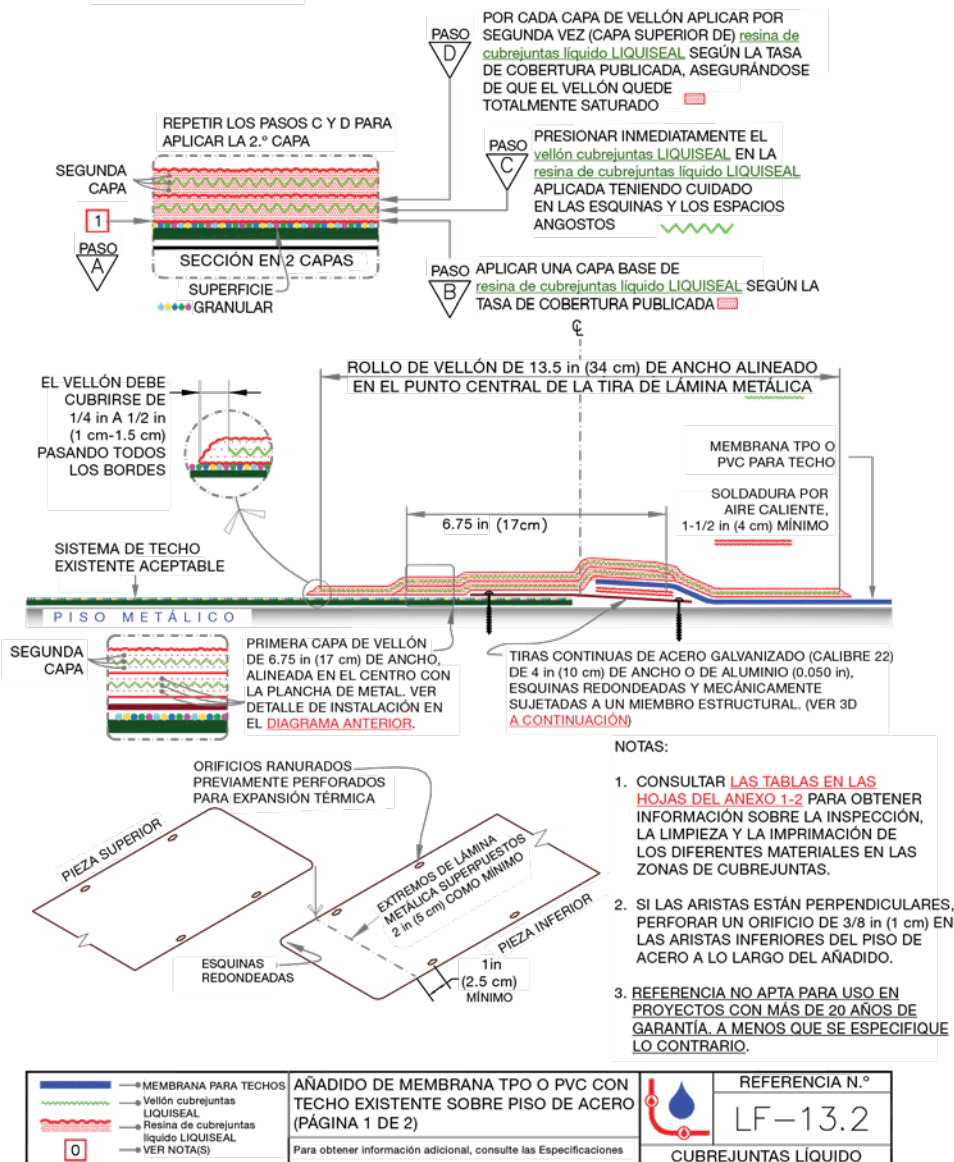 PASO
D
POR CADA CAPA DE VELLÓN APLICAR POR
SEGUNDA VEZ (CAPA SUPERIOR DE) resina de
cubrejuntas líquido LIQUISEAL SEGÚN LA TASA
DE COBERTURA PUBLICADA, ASEGURÁNDOSE
DE QUE EL VELLÓN QUEDE
TOTALMENTE SATURADO
REPETIR LOS PASOS C Y D PARA
APLICAR LA 2.ª CAPA
PASO
C
PRESIONAR INMEDIATAMENTE EL
vellón cubrejuntas LIQUISEAL EN LA
resina de cubrejuntas líquido LIQUISEAL
APLICADA TENIENDO CUIDADO
EN LAS ESQUINAS Y LOS ESPACIOS
ANGOSTOS
SEGUNDA
CAPA
1
PASO
A
SECCIÓN EN 2 CAPAS
SUPERFICIE
GRANULAR
PASO
B
APLICAR UNA CAPA BASE DE
resina de cubrejuntas líquido LIQUISEAL SEGÚN LA
TASA DE COBERTURA PUBLICADA
℄
ROLLO DE VELLÓN DE 13.5 in (34 cm) DE ANCHO ALINEADO
EN EL PUNTO CENTRAL DE LA TIRA DE LÁMINA METÁLICA
EL VELLÓN DEBE
CUBRIRSE DE
1/4 in A 1/2 in
(1 cm-1.5 cm)
PASANDO TODOS
LOS BORDES
MEMBRANA TPO O
PVC PARA TECHO
SOLDADURA POR
AIRE CALIENTE,
1-1/2 in (4 cm) MÍNIMO
6.75 in (17cm)
SISTEMA DE TECHO
EXISTENTE ACEPTABLE
PISO METÁLICO
SEGUNDA
CAPA
PRIMERA CAPA DE VELLÓN
DE 6.75 in (17 cm) DE ANCHO,
ALINEADA EN EL CENTRO CON
LA PLANCHA DE METAL. VER
DETALLE DE INSTALACIÓN EN
EL DIAGRAMA ANTERIOR.
TIRAS CONTINUAS DE ACERO GALVANIZADO (CALIBRE 22)
DE 4 in (10 cm) DE ANCHO O DE ALUMINIO (0.050 in),
ESQUINAS REDONDEADAS Y MECÁNICAMENTE
SUJETADAS A UN MIEMBRO ESTRUCTURAL. (VER 3D
A CONTINUACIÓN)
ORIFICIOS RANURADOS
PREVIAMENTE PERFORADOS
PARA EXPANSIÓN TÉRMICA
PIEZA SUPERIOR
EXTREMOS DE LÁMINA
METÁLICA SUPERPUESTOS
2 in (5 cm) COMO MÍNIMO
PIEZA INFERIOR
ESQUINAS
REDONDEADAS
1in
(2.5 cm)
MÍNIMO
NOTAS:
1. CONSULTAR LAS TABLAS EN LAS
HOJAS DEL ANEXO 1-2 PARA OBTENER
INFORMACIÓN SOBRE LA INSPECCIÓN,
LA LIMPIEZA Y LA IMPRIMACIÓN DE
LOS DIFERENTES MATERIALES EN LAS
ZONAS DE CUBREJUNTAS.
2. SI LAS ARISTAS ESTÁN PERPENDICULARES,
PERFORAR UN ORIFICIO DE 3/8 in (1 cm) EN
LAS ARISTAS INFERIORES DEL PISO DE
ACERO A LO LARGO DEL AÑADIDO.
3. REFERENCIA NO APTA PARA USO EN
PROYECTOS CON MÁS DE 20 AÑOS DE
GARANTÍA. A MENOS QUE SE ESPECIFIQUE
LO CONTRARIO.
MEMBRANA PARA TECHOS
Vellón cubrejuntas
LIQUISEAL
Resina de cubrejuntas
líquido LIQUISEAL
0
VER NOTA(S)
AÑADIDO DE MEMBRANA TPO O PVC CON
TECHO EXISTENTE SOBRE PISO DE ACERO
(PÁGINA 1 DE 2)
Para obtener información adicional, consulte las Especificaciones
REFERENCIA N.º
LF-13.2
CUBREJUNTAS LÍQUIDO